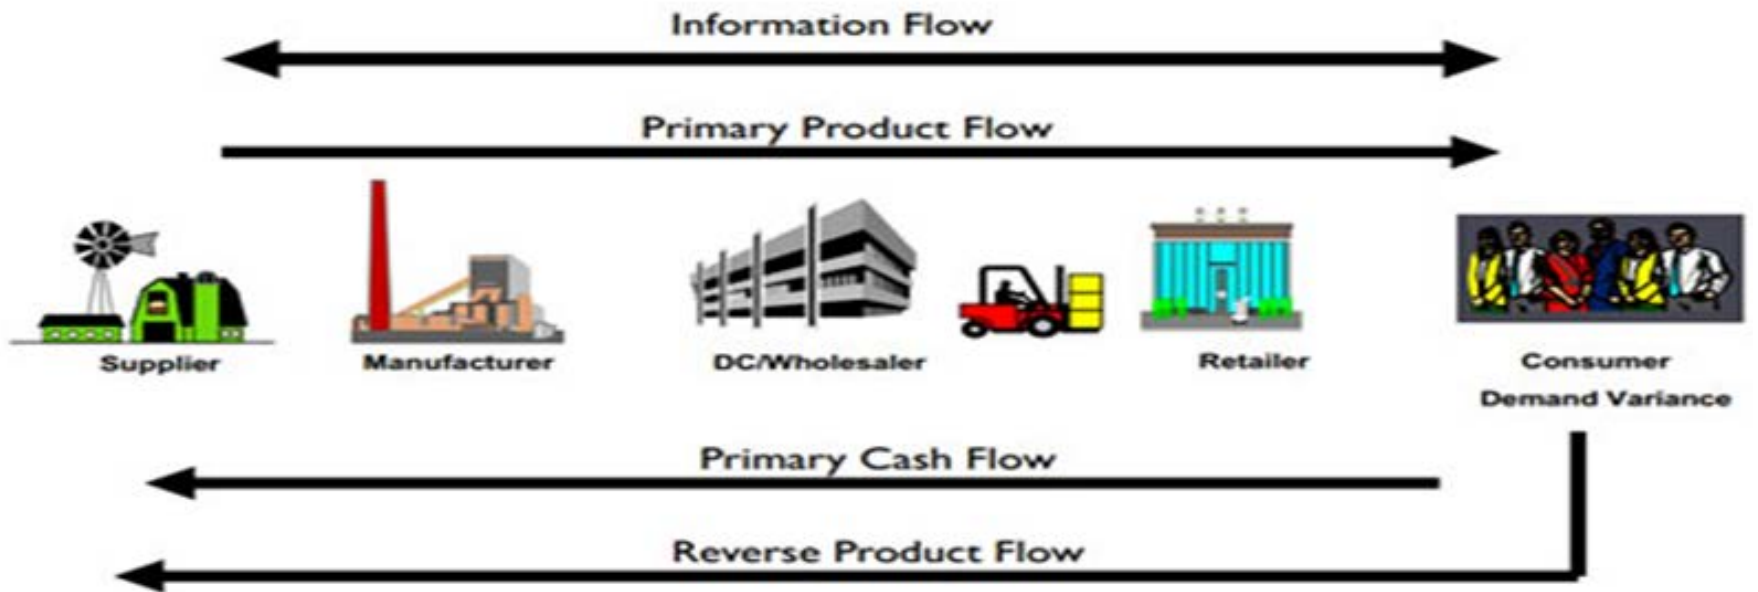 Information Flow
Primary Product Flow
Supplier
Manufacturer
DC/Wholesaler
Retailer
Consumer
Demand Variance
Primary Cash Flow
Reverse Product Flow